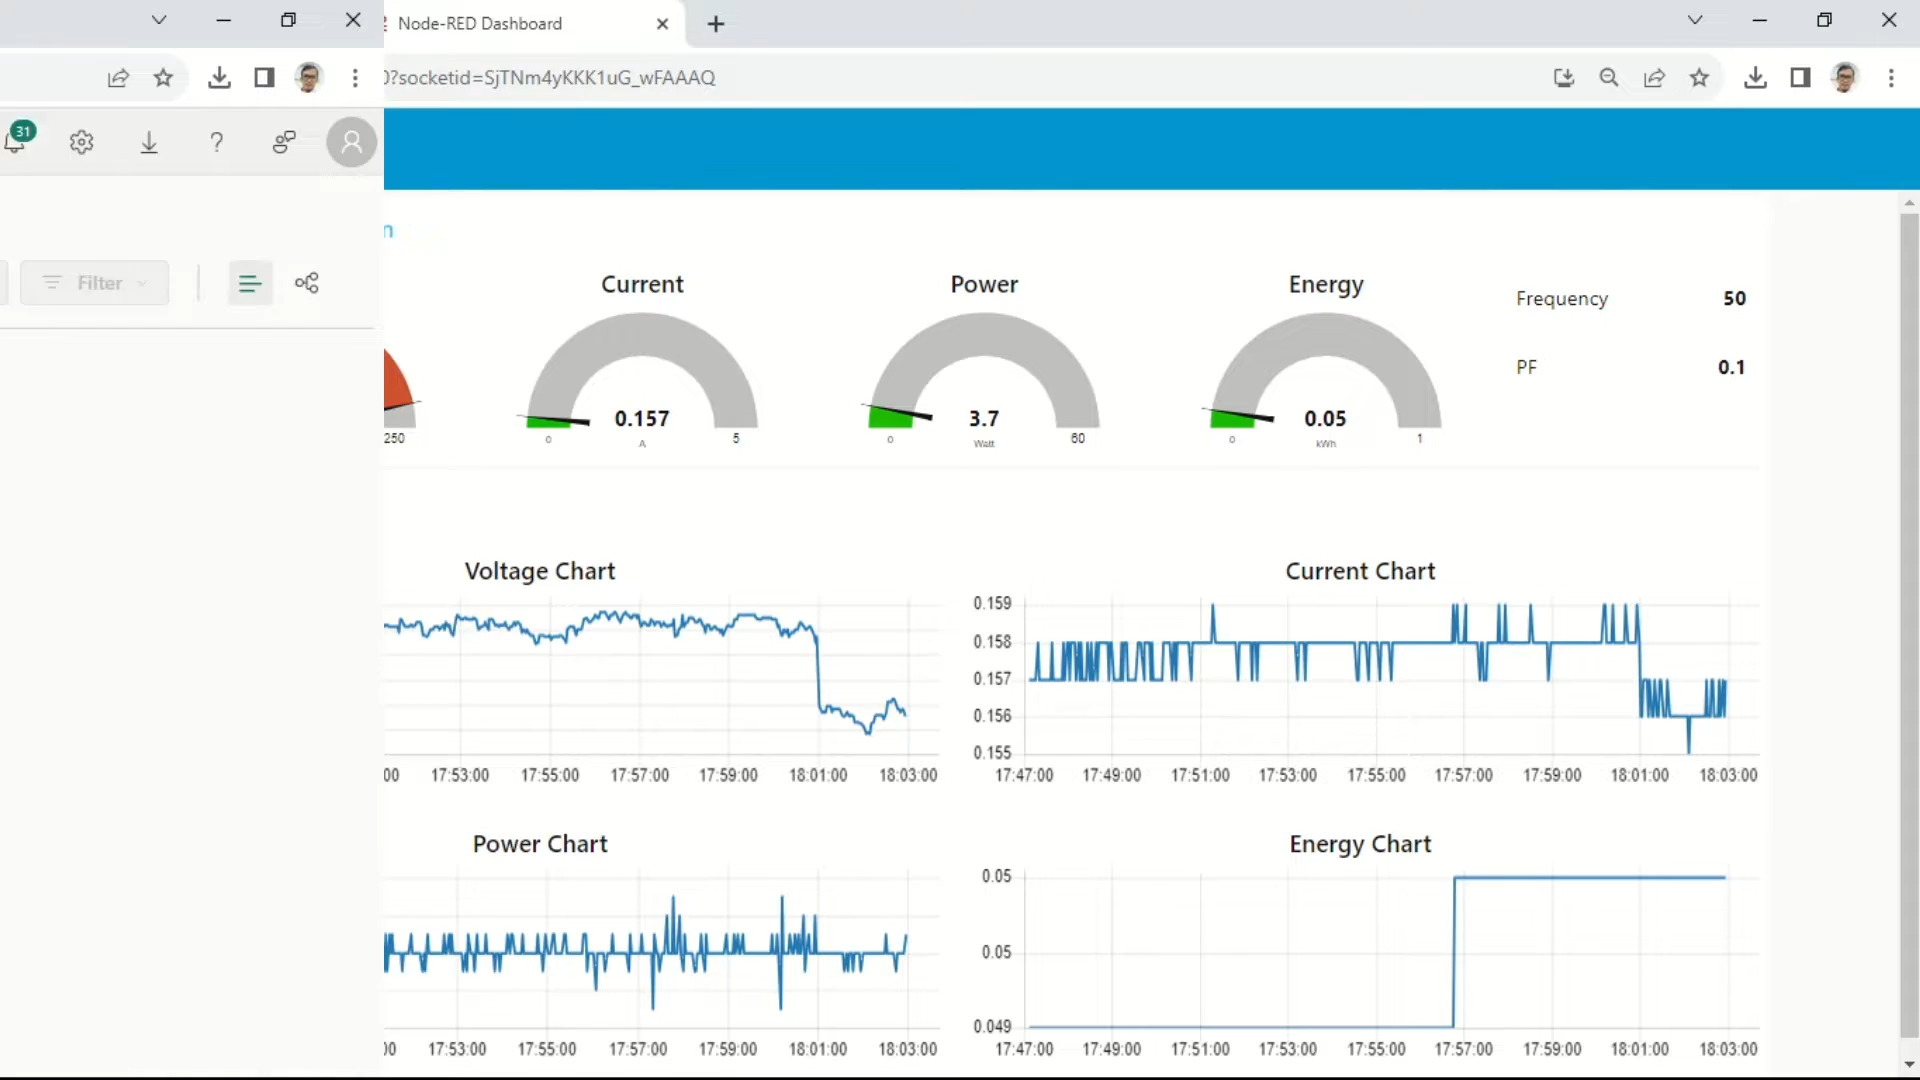 Node-RED Dashboard
0?socketid=SjTNm4yKKK1uG_wFAAAQ
31
?
n
Filter
Current
Power
Energy
Frequency 50
PF 0.1
250
0.157
A
0
5
3.7
Watt
0
60
0.05
kWh
0
1
Voltage Chart
00 17:53:00 17:55:00 17:57:00 17:59:00 18:01:00 18:03:00
Current Chart
0.159
0.158
0.157
0.156
0.155
17:47:00 17:49:00 17:51:00 17:53:00 17:55:00 17:57:00 17:59:00 18:01:00 18:03:00
Power Chart
00 17:53:00 17:55:00 17:57:00 17:59:00 18:01:00 18:03:00
Energy Chart
0.05
0.05
0.049
17:47:00 17:49:00 17:51:00 17:53:00 17:55:00 17:57:00 17:59:00 18:01:00 18:03:00